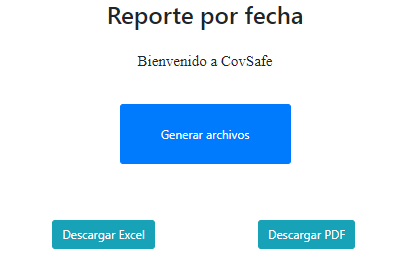 Reporte por fecha
Bienvenido a CovSafe
Generar archivos
Descargar Excel
Descargar PDF